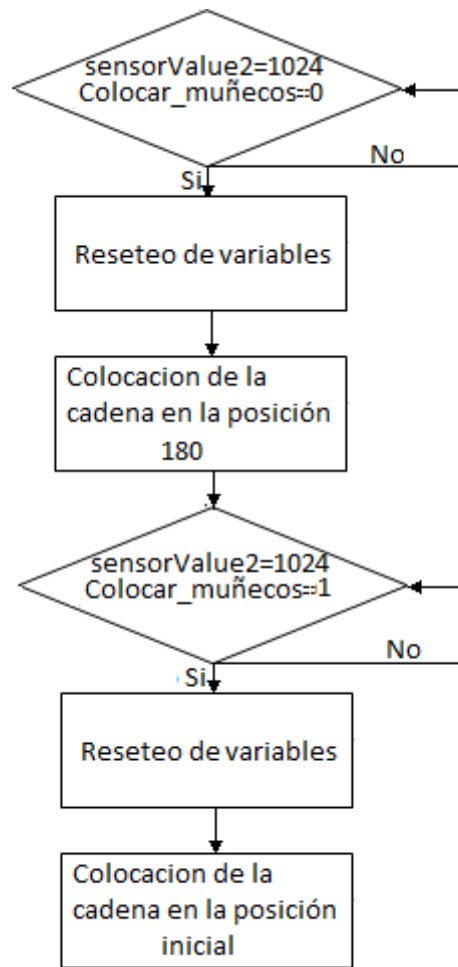 sensorValue2=1024
Colocar_muñecos=0
No
Si
Reseteo de variables
Colocacion de la
cadena en la posición
180
sensorValue2=1024
Colocar_muñecos=1
No
Si
Reseteo de variables
Colocacion de la
cadena en la posición
inicial